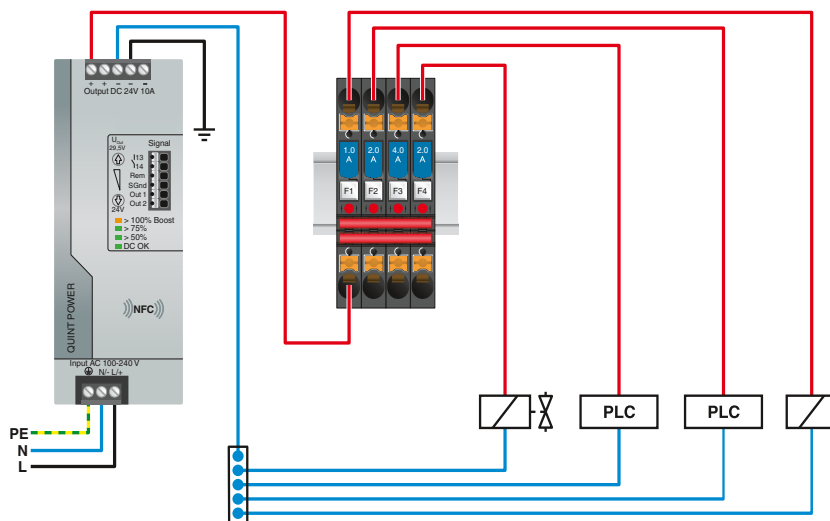 + + − − −
Output DC 24V 10A
UOut
29,5V
24V
Signal
13
14
Rem
SGnd
Out 1
Out 2
> 100% Boost
> 75%
> 50%
DC OK
QUINT POWER
NFC
Input AC 100-240 V
N/- L/+
PE
N
L
1.0 A
2.0 A
4.0 A
2.0 A
F1
F2
F3
F4
PLC
PLC